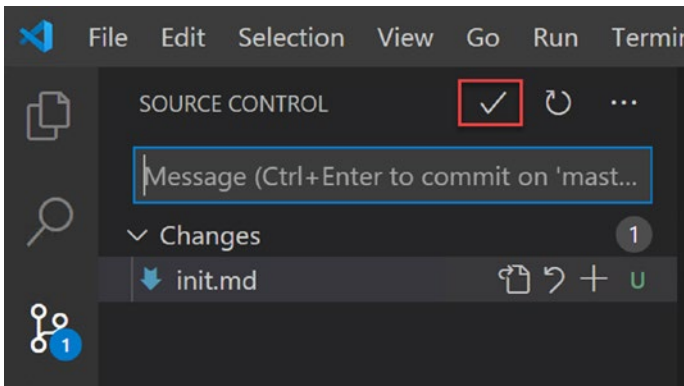 File Edit Selection View Go Run Termin
SOURCE CONTROL
Message (Ctrl+Enter to commit on 'mast...
Changes 1
init.md U
1